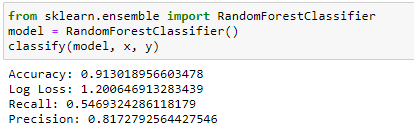 from sklearn.ensemble import RandomForestClassifier
model = RandomForestClassifier()
classify(model, x, y)
Accuracy: 0.913018956603478
Log Loss: 1.200646913283439
Recall: 0.5469324286118179
Precision: 0.8172792564427546